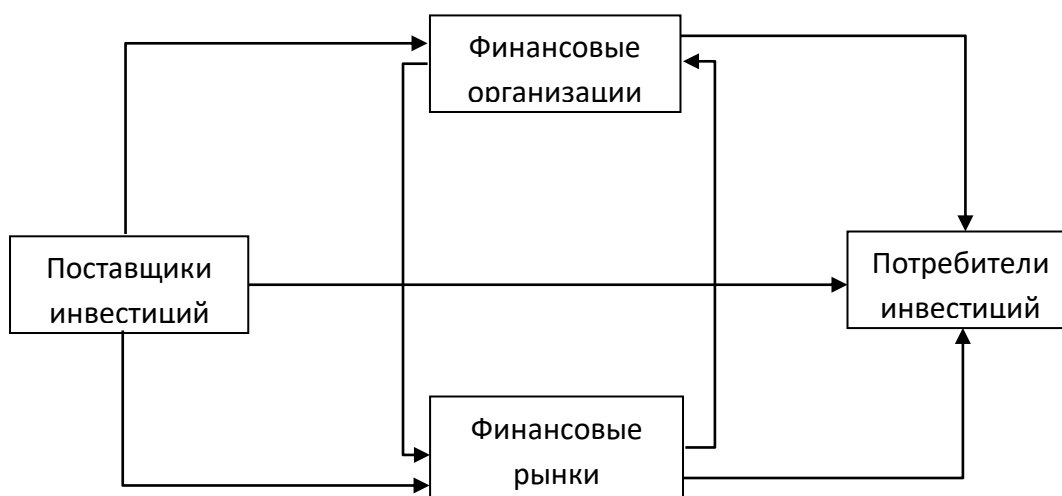 Финансовые
организации
Поставщики
инвестиций
Потребители
инвестиций
Финансовые
рынки